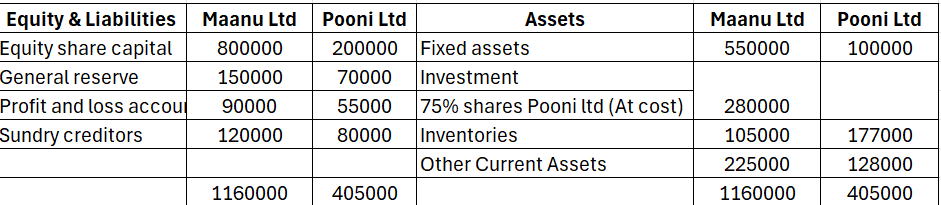 Equity & Liabilities Maanu Ltd Pooni Ltd Assets Maanu Ltd Pooni Ltd
Equity share capital 800000 200000 Fixed assets 550000 100000
General reserve 150000 70000 Investment
Profit and loss accou 90000 55000 75% shares Pooni ltd (At cost) 280000
Sundry creditors 120000 80000 Inventories 105000 177000
Other Current Assets 225000 128000
1160000 405000 1160000 405000